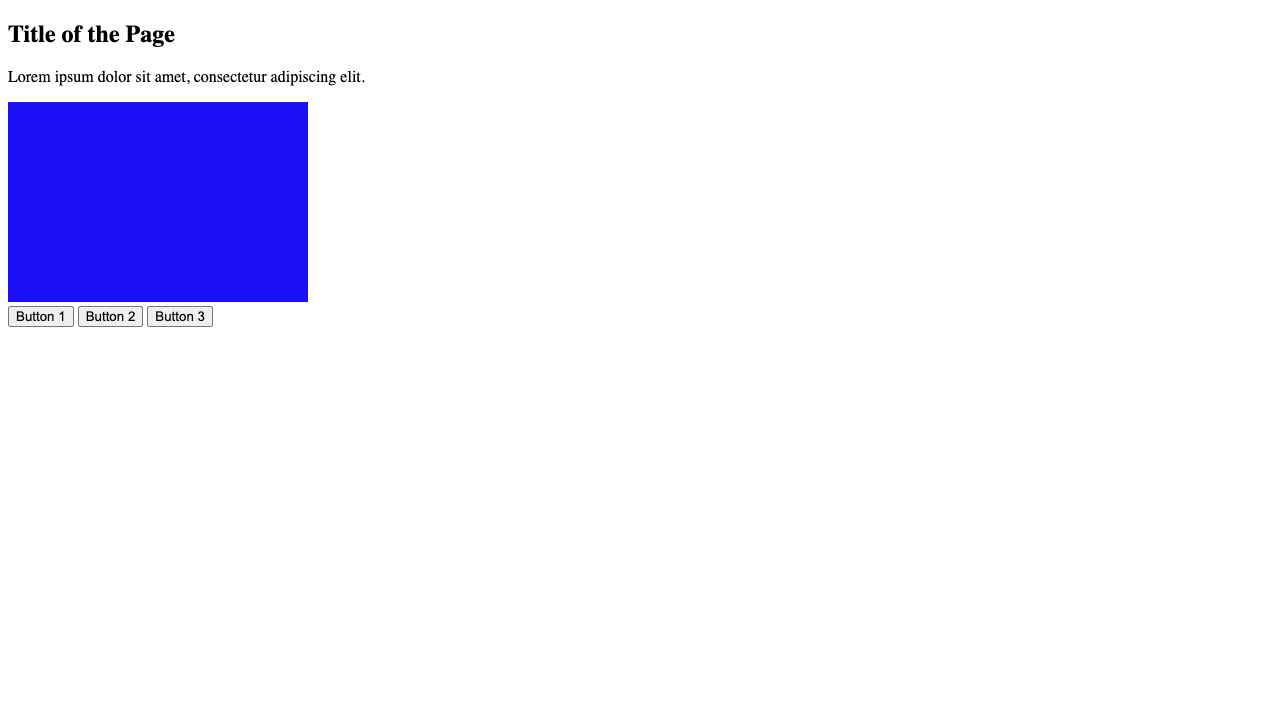 Title of the Page
Lorem ipsum dolor sit amet, consectetur adipiscing elit.
Button 1 Button 2 Button 3